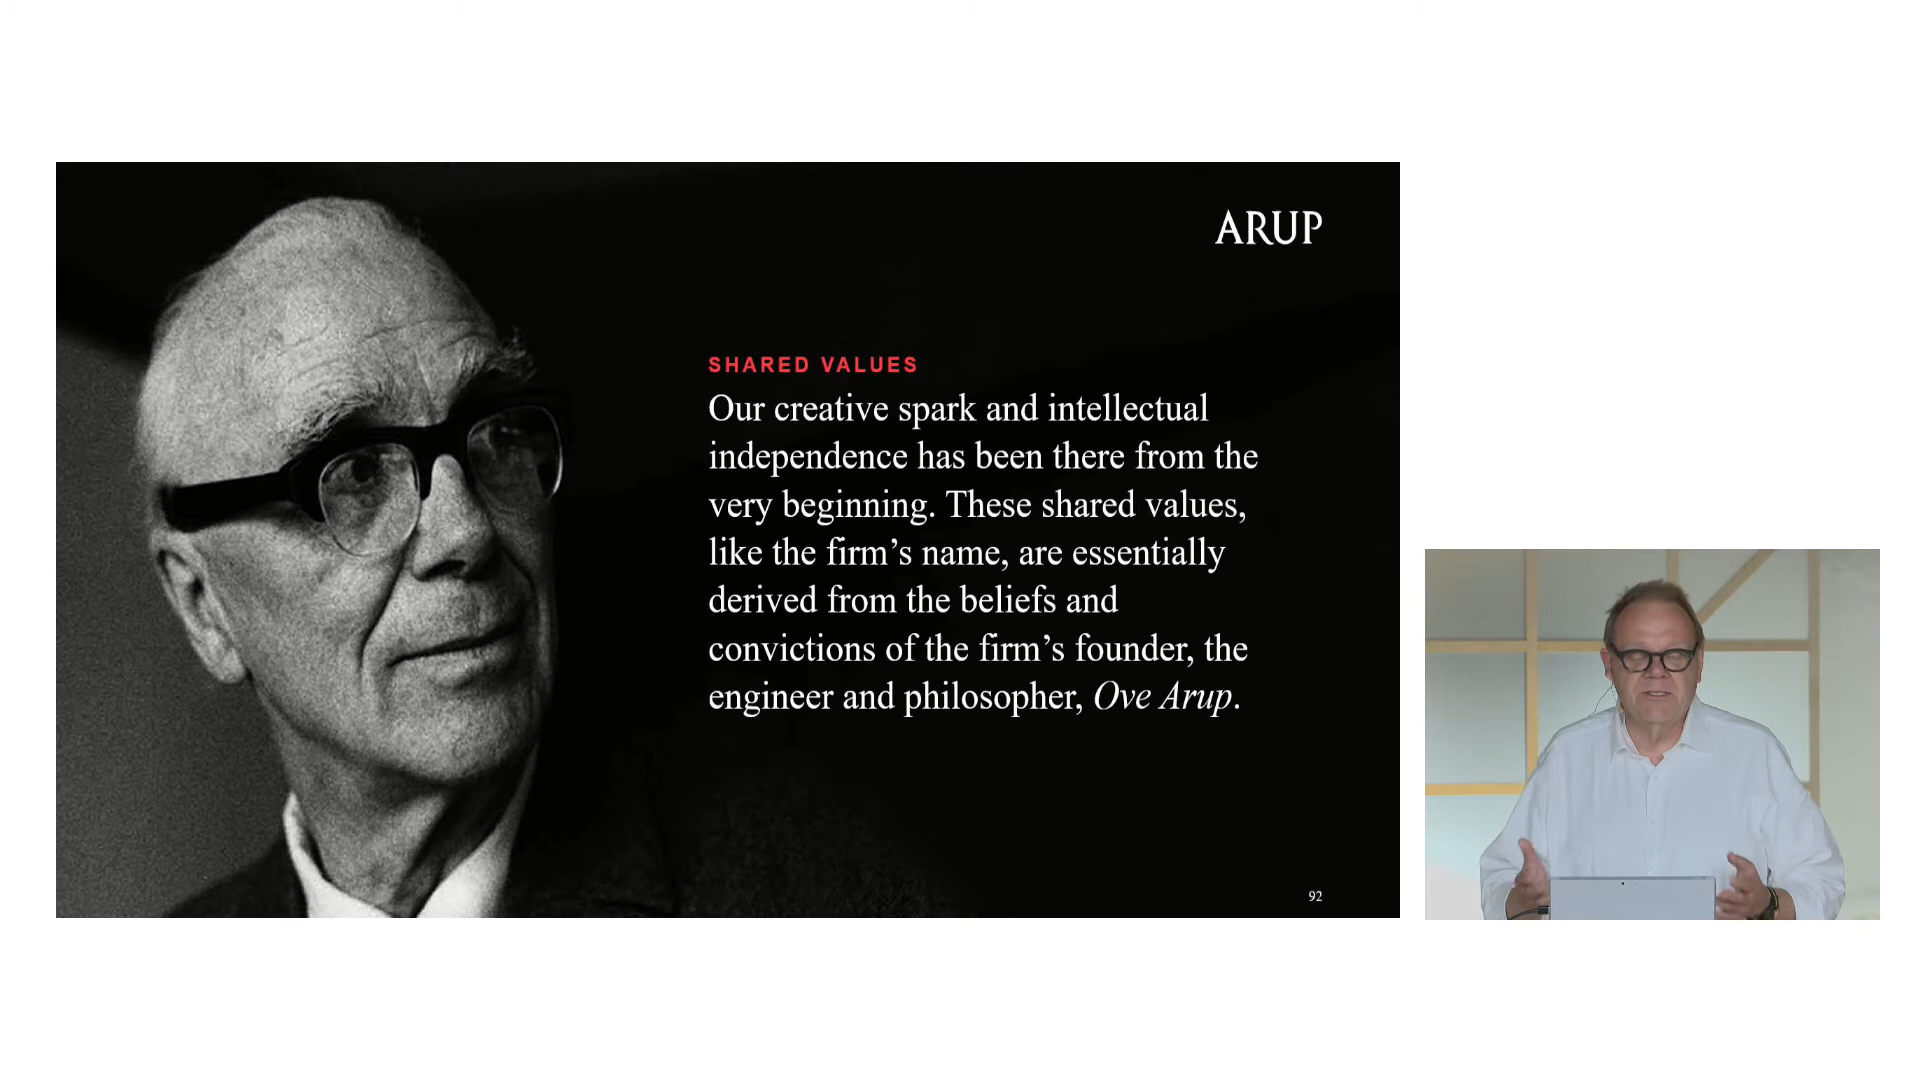 ARUP
SHARED VALUES
Our creative spark and intellectual
independence has been there from the
very beginning. These shared values,
like the firm’s name, are essentially
derived from the beliefs and
convictions of the firm’s founder, the
engineer and philosopher, Ove Arup.
92